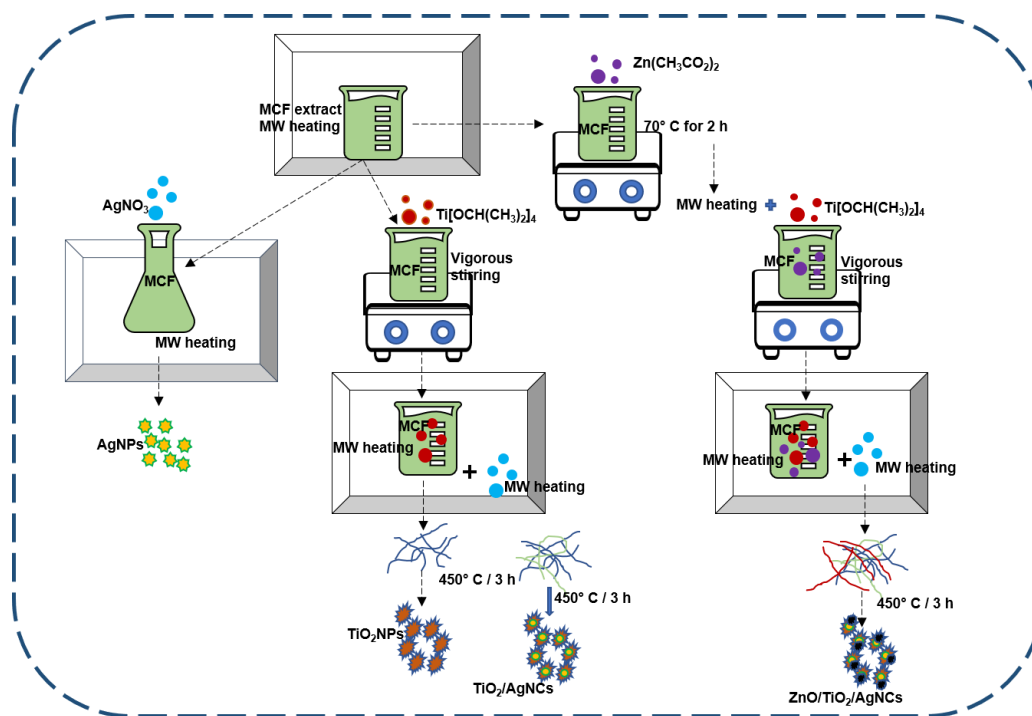 Zn(CH₃CO₂)₂
MCF extract
MW heating
MCF
70° C for 2 h
AgNO₃
Ti[OCH(CH₃)₂]₄
MW heating +
Ti[OCH(CH₃)₂]₄
MCF
MCF
Vigorous
stirring
MCF
Vigorous
stirring
MW heating
AgNPs
MCF
MW heating
+
MW heating
MCF
MW heating
+
MW heating
450° C / 3 h
450° C / 3 h
450° C / 3 h
TiO₂NPs
TiO₂/AgNCs
ZnO/TiO₂/AgNCs